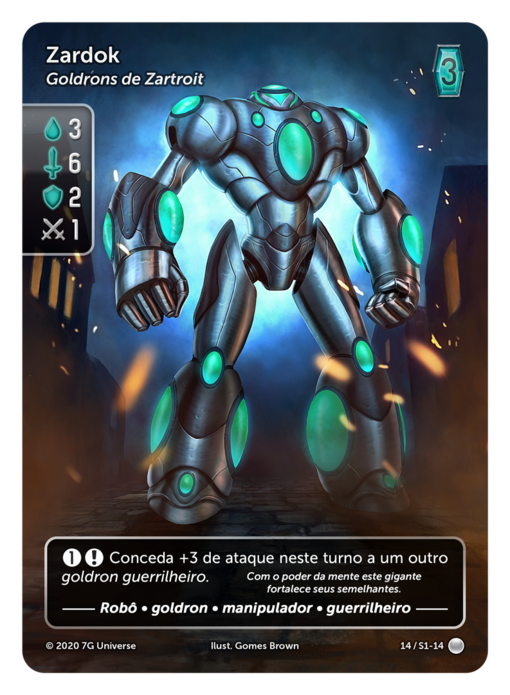 Zardok
Goldrons de Zartroit
3
3
6
2
1
1 ! Conceda +3 de ataque neste turno a um outro
goldron guerrilheiro.
Com o poder da mente este gigante
fortalece seus semelhantes.
Robô • goldron • manipulador • guerrilheiro
© 2020 7G Universe
Ilust. Gomes Brown
14 / S1-14